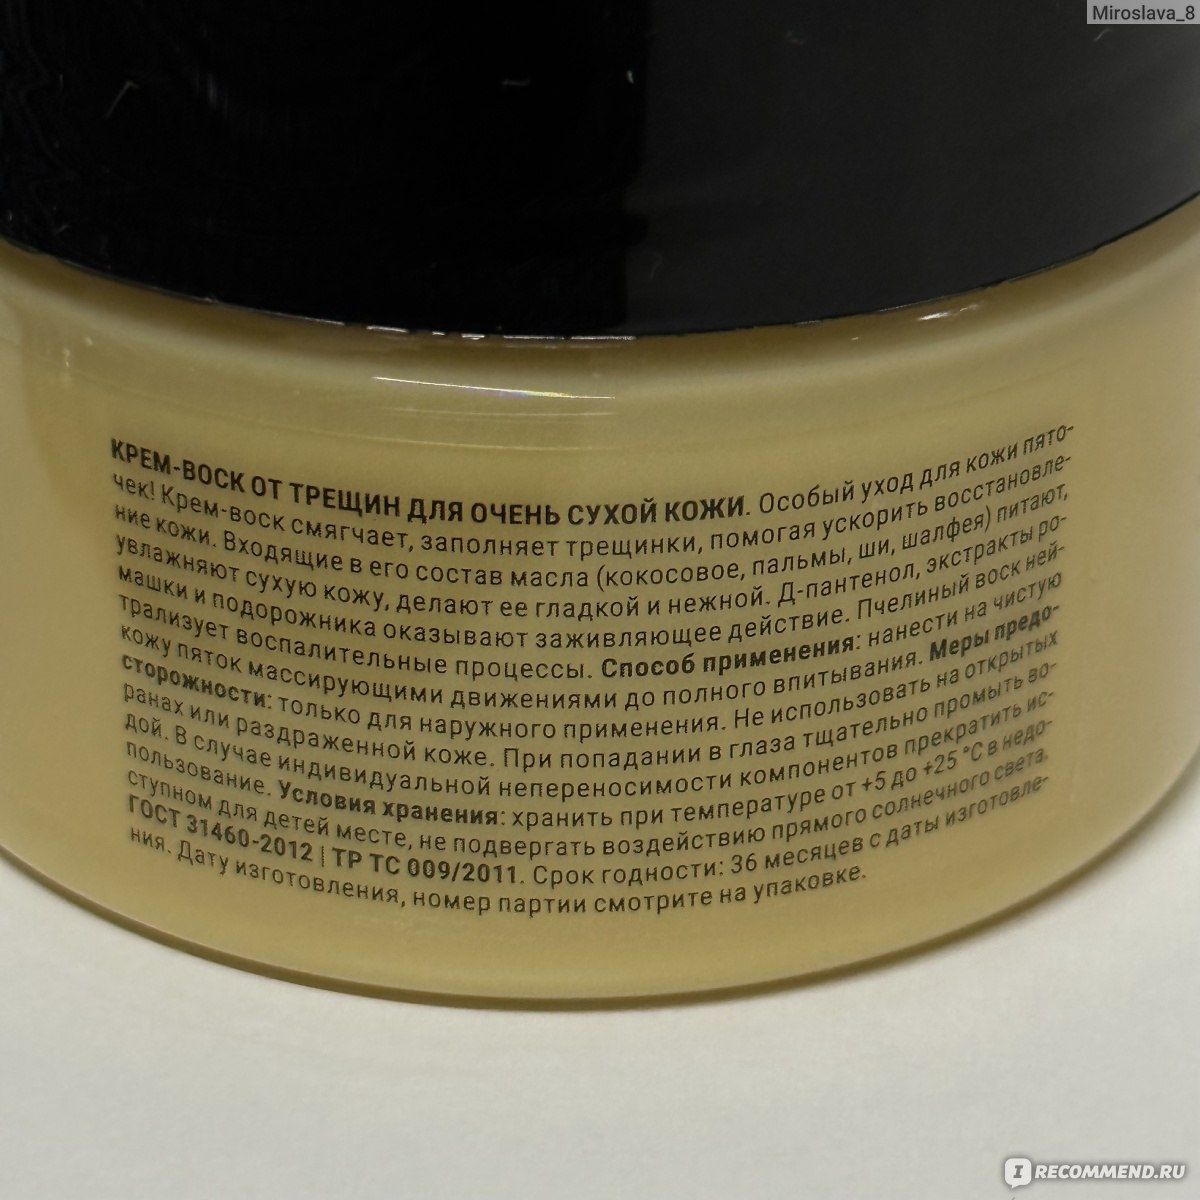 Miroslava_8
КРЕМ-ВОСК ОТ ТРЕЩИН ДЛЯ ОЧЕНЬ СУХОЙ КОЖИ. Особый уход для кожи пято-
чек! Крем-воск смягчает, заполняет трещинки, помогая ускорить восстановле-
ние кожи. Входящие в его состав масла (кокосовое, пальмы, ши, шалфея) питают,
увлажняют сухую кожу, делают ее гладкой и нежной. Д-пантенол, экстракты ро-
машки и подорожника оказывают заживляющее действие. Пчелиный воск ней-
трализует воспалительные процессы. Способ применения: нанести на чистую
кожу пяток массирующими движениями до полного впитывания. Меры предо-
сторожности: только для наружного применения. Не использовать на открытых
ранах или раздраженной коже. При попадании в глаза тщательно промыть во-
дой. В случае индивидуальной непереносимости компонентов прекратить ис-
пользование. Условия хранения: хранить при температуре от +5 до +25 °С в недо-
ступном для детей месте, не подвергать воздействию прямого солнечного света.
ГОСТ 31460-2012 | ТР ТС 009/2011. Срок годности: 36 месяцев с даты изготовле-
ния. Дату изготовления, номер партии смотрите на упаковке.
IRECOMMEND.RU